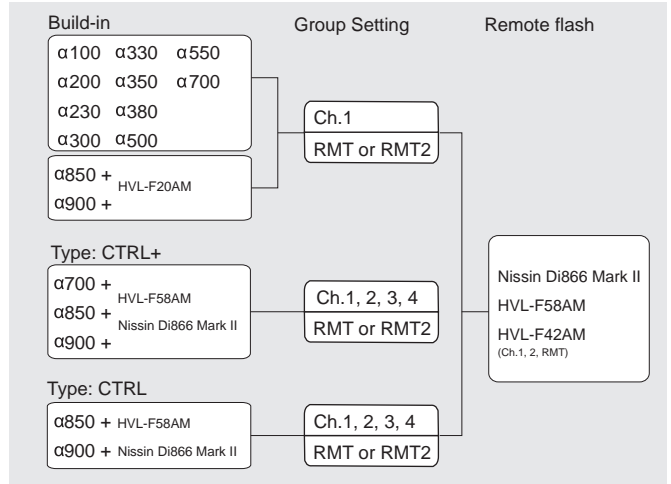 Build-in Group Setting Remote flash
α100 α330 α550
α200 α350 α700
α230 α380
α300 α500
Ch.1
RMT or RMT2
α850 + HVL-F20AM
α900 +
Type: CTRL+
α700 + HVL-F58AM
α850 + Nissin Di866 Mark II
α900 +
Ch.1, 2, 3, 4
RMT or RMT2
Nissin Di866 Mark II
HVL-F58AM
HVL-F42AM
(Ch.1, 2, RMT)
Type: CTRL
α850 + HVL-F58AM
α900 + Nissin Di866 Mark II
Ch.1, 2, 3, 4
RMT or RMT2